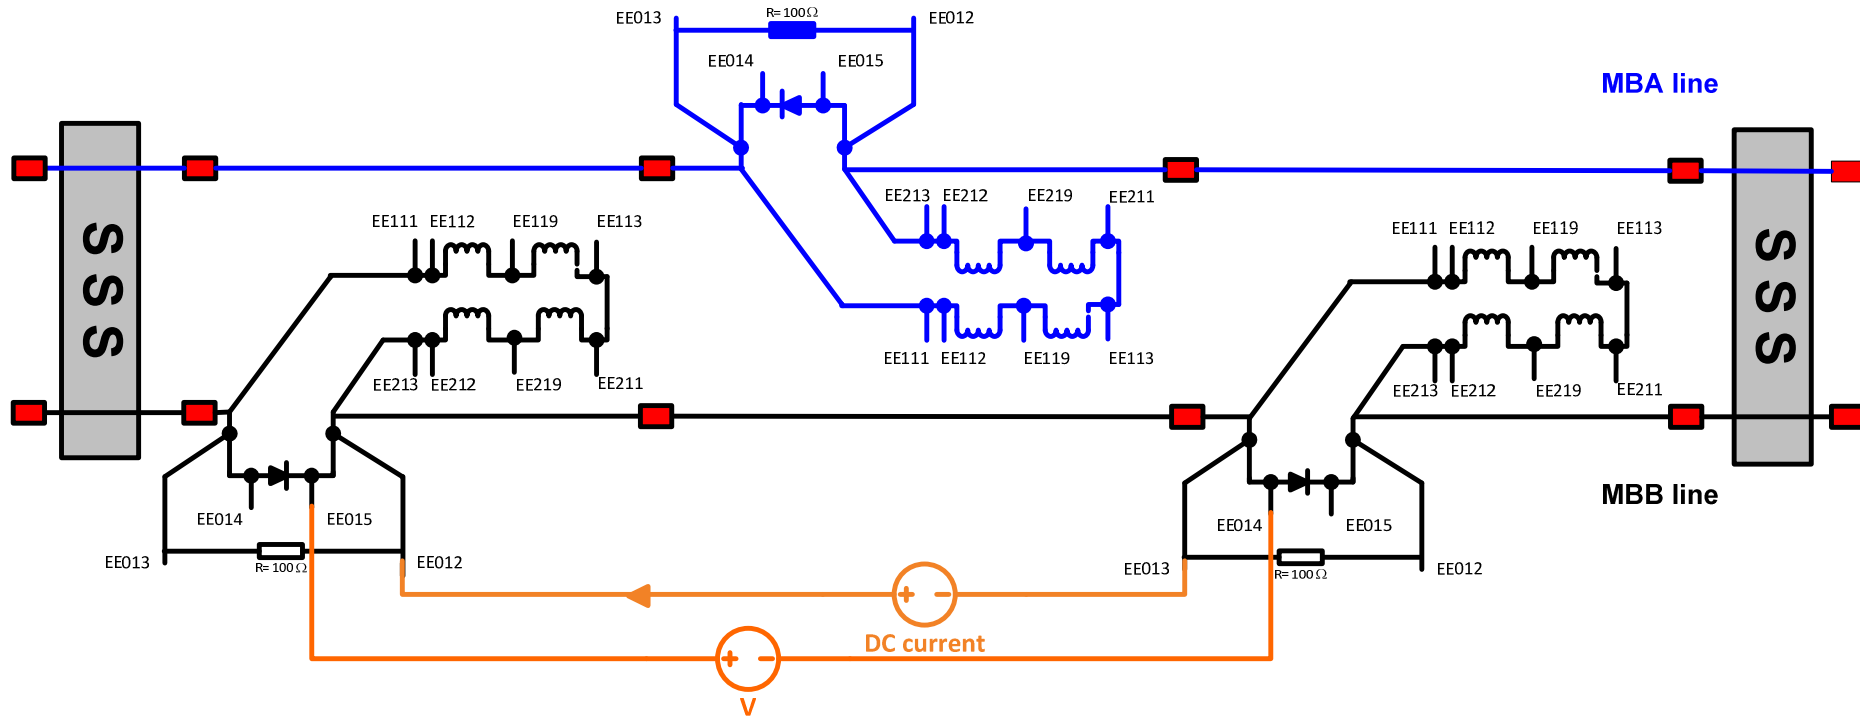 EE013
R=100Ω
EE012
EE014
EE015
MBA line
SSS
EE111
EE112
EE119
EE113
EE213
EE212
EE219
EE211
EE213
EE212
EE219
EE211
EE111
EE112
EE119
EE113
EE111
EE112
EE119
EE113
EE213
EE212
EE219
EE211
SSS
MBB line
EE014
EE015
EE013
R=100Ω
EE012
EE014
EE015
EE013
R=100Ω
EE012
+ −
DC current
+ −
V